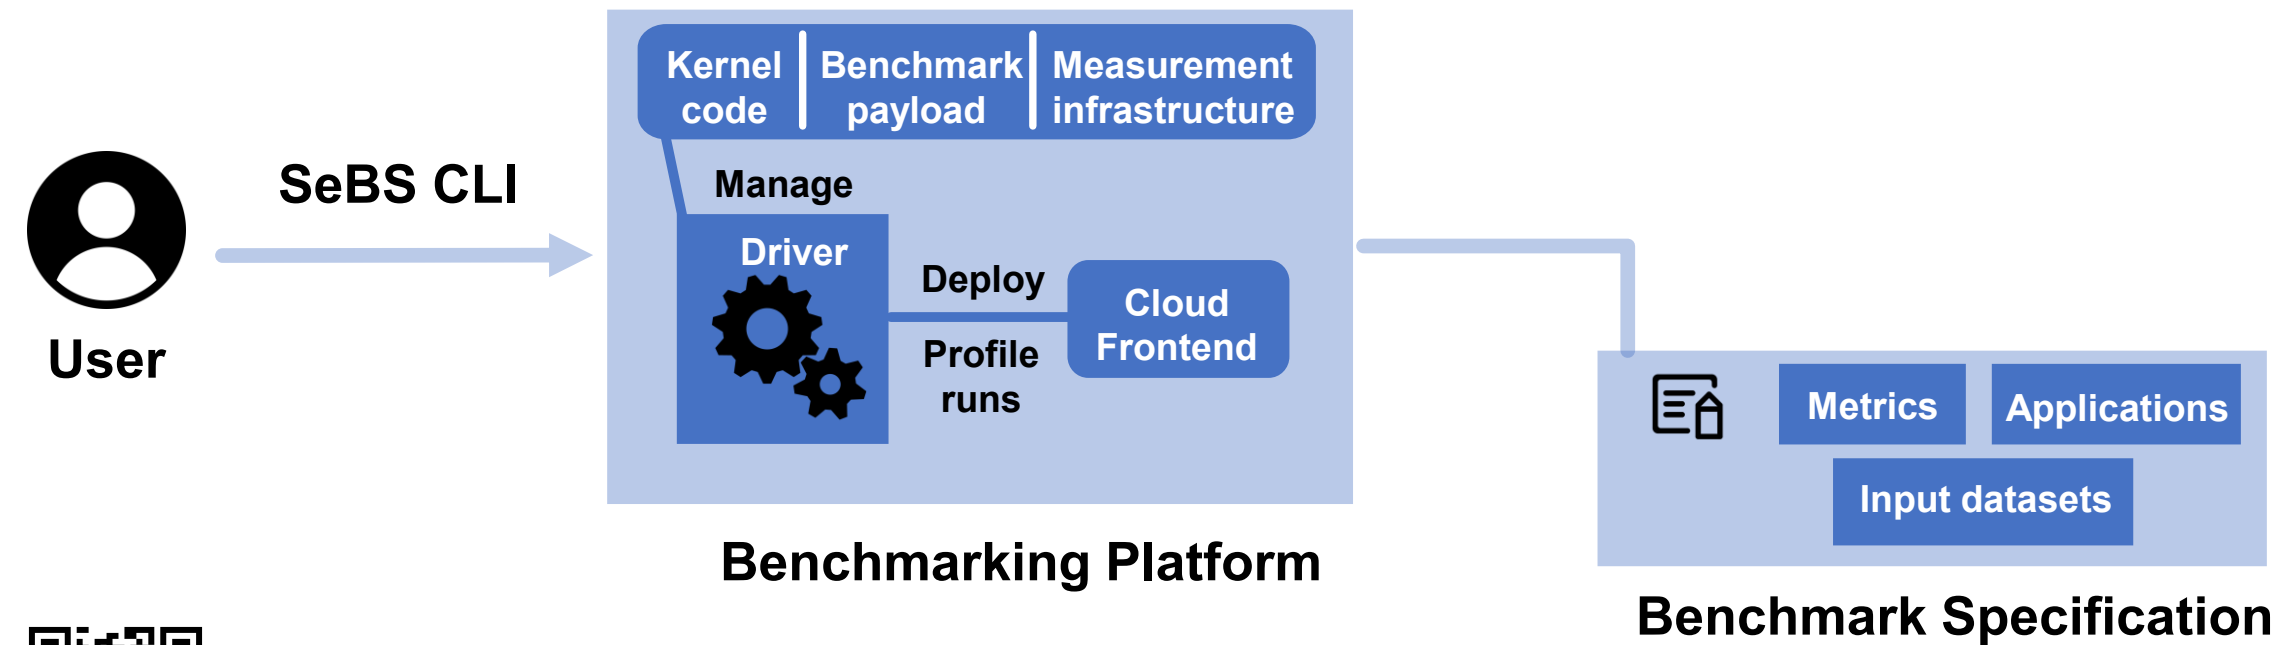 SeBS CLI
User
Kernel
code
Benchmark
payload
Measurement
infrastructure
Manage
Driver
Deploy
Profile
runs
Cloud
Frontend
Benchmarking Platform
Metrics
Applications
Input datasets
Benchmark Specification